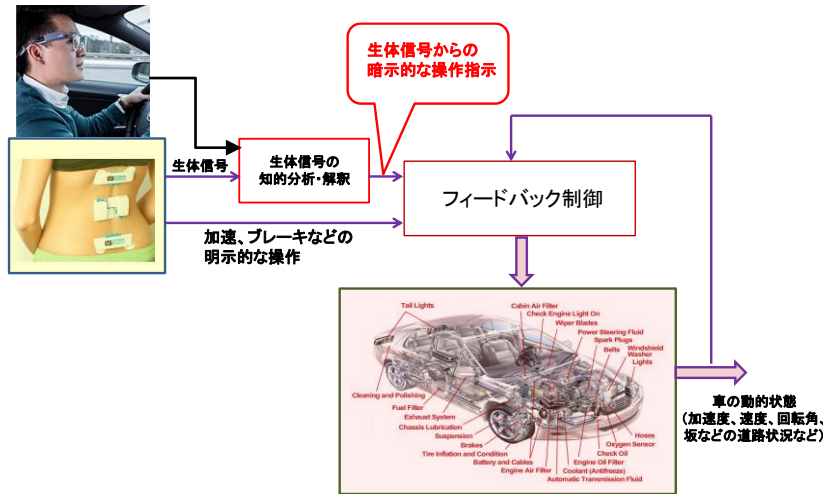 生体信号からの
暗示的な操作指示
生体信号
生体信号の
知的分析・解釈
フィードバック制御
加速、ブレーキなどの
明示的な操作
Tail Lights
Cabin Air Filter
Check Engine Light On
Wiper Blades
Power Steering Fluid
Spark Plugs
Belts
Windshield
Washer
Lights
Cleaning and Polishing
Fuel Filter
Exhaust System
Chassis Lubrication
Suspension
Brakes
Tire Inflation and Condition
Battery and Cables
Engine Air Filter
Hoses
Oxygen Sensor
Check Oil
Engine Oil Filter
Coolant (Antifreeze)
Automatic Transmission Fluid
車の動的状態
(加速度、速度、回転角、
坂などの道路状況など)